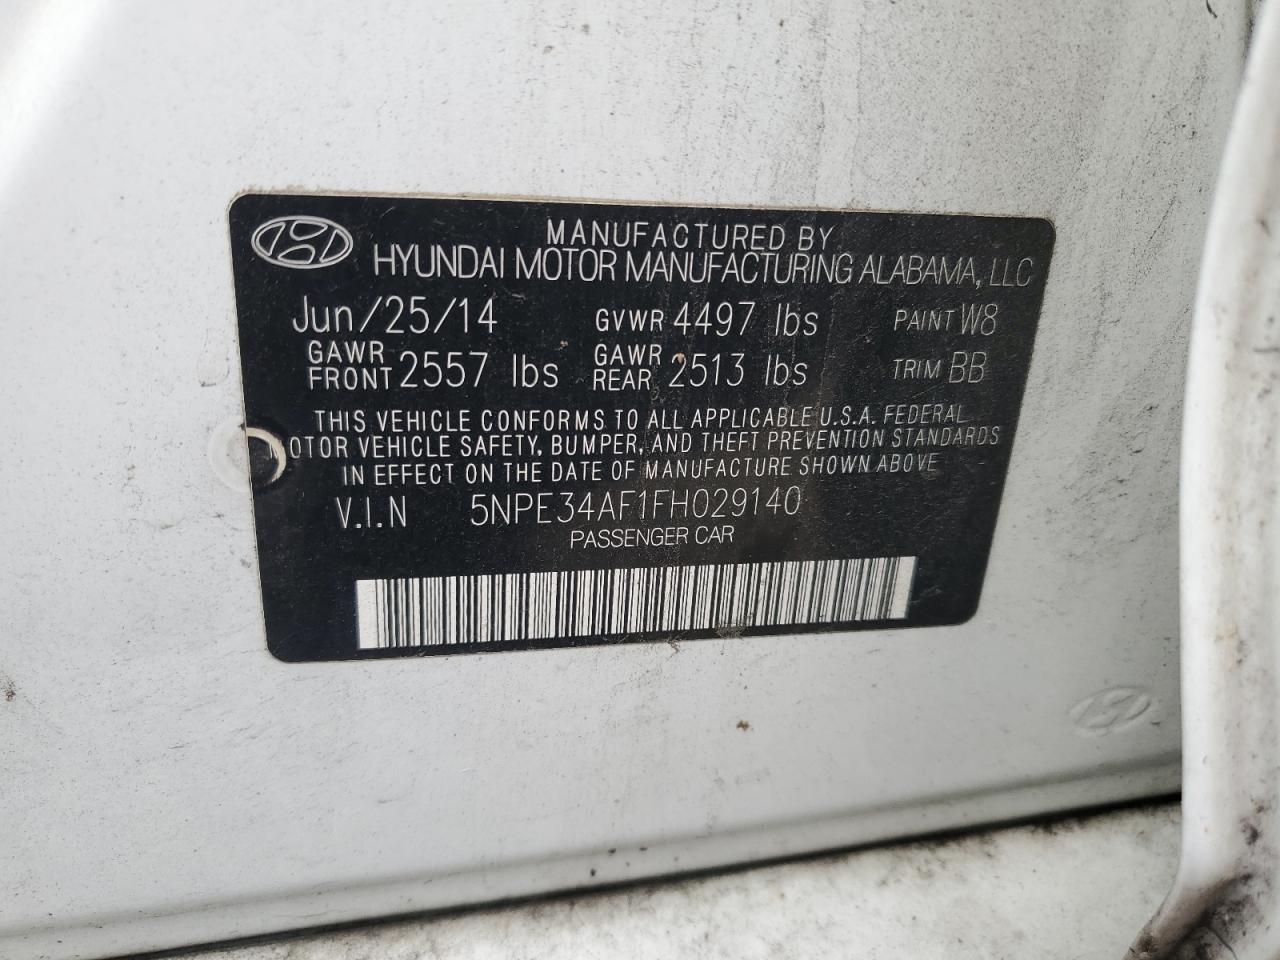 MANUFACTURED BY
HYUNDAI MOTOR MANUFACTURING ALABAMA, LLC
Jun/25/14 GVWR 4497 lbs PAINT W8
GAWR FRONT 2557 lbs GAWR REAR 2513 lbs TRIM BB
THIS VEHICLE CONFORMS TO ALL APPLICABLE U.S.A. FEDERAL
OTOR VEHICLE SAFETY, BUMPER, AND THEFT PREVENTION STANDARDS
IN EFFECT ON THE DATE OF MANUFACTURE SHOWN ABOVE
V.I.N 5NPE34AF1FH029140
PASSENGER CAR